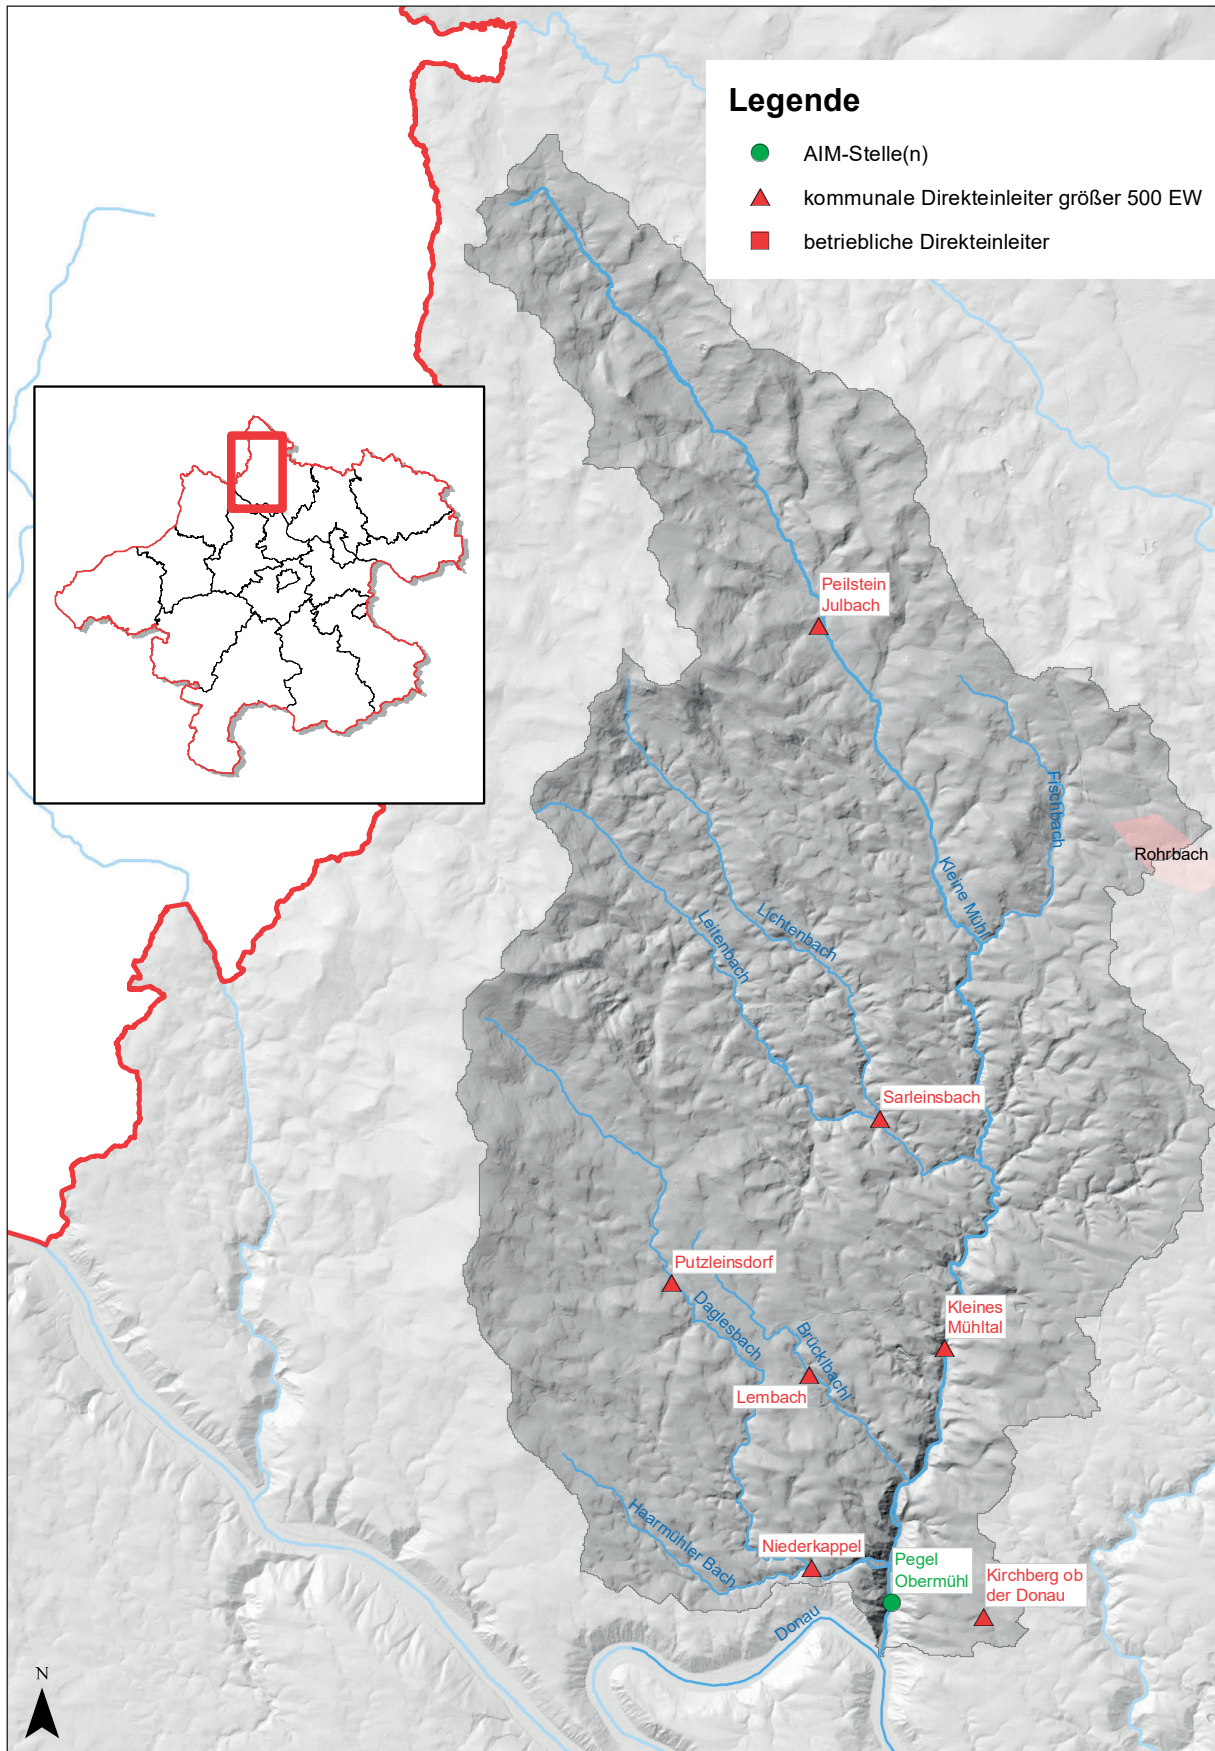 Legende
AIM-Stelle(n)
kommunale Direkteinleiter größer 500 EW
betriebliche Direkteinleiter
Peilstein
Julbach
Fischbach
Rohrbach
Kleine Mühl
Lichtenbach
Leitenbach
Sarleinsbach
Putzleinsdorf
Kleines
Mühltal
Daglesbach
Brücklbachl
Lembach
Haarmühler Bach
Niederkappel
Pegel
Obermühl
Kirchberg ob
der Donau
Donau
N